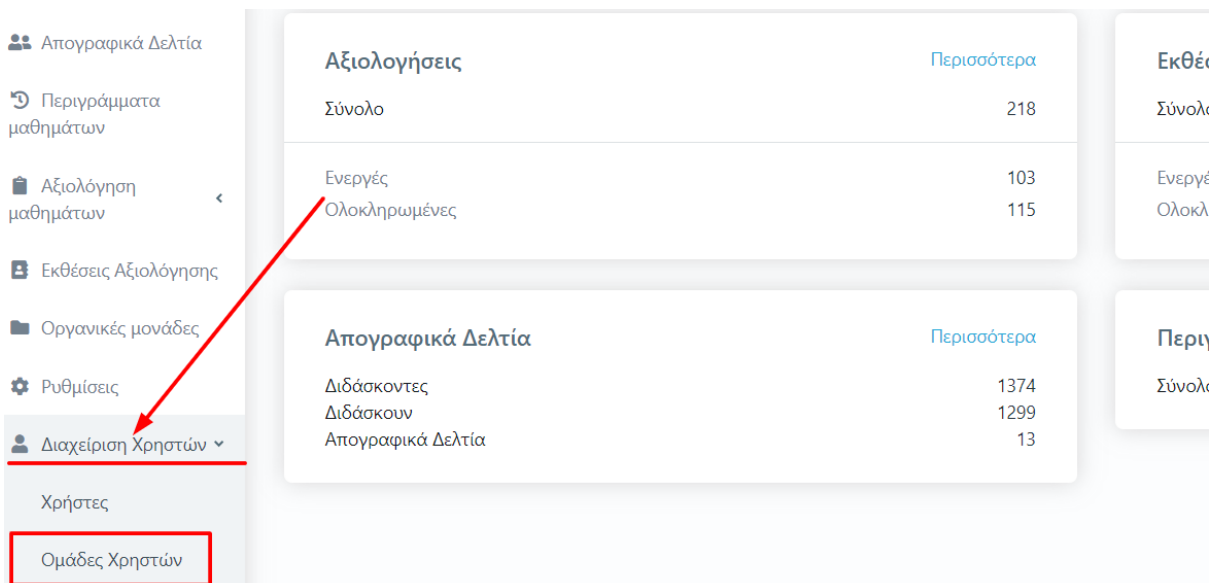 Απογραφικά Δελτία
Περιγράμματα
μαθημάτων
Αξιολόγηση
μαθημάτων
Εκθέσεις Αξιολόγησης
Οργανικές μονάδες
Ρυθμίσεις
Διαχείριση Χρηστών
Χρήστες
Ομάδες Χρηστών
Αξιολογήσεις Περισσότερα
Σύνολο 218
Ενεργές 103
Ολοκληρωμένες 115
Απογραφικά Δελτία Περισσότερα
Διδάσκοντες 1374
Διδάσκουν 1299
Απογραφικά Δελτία 13